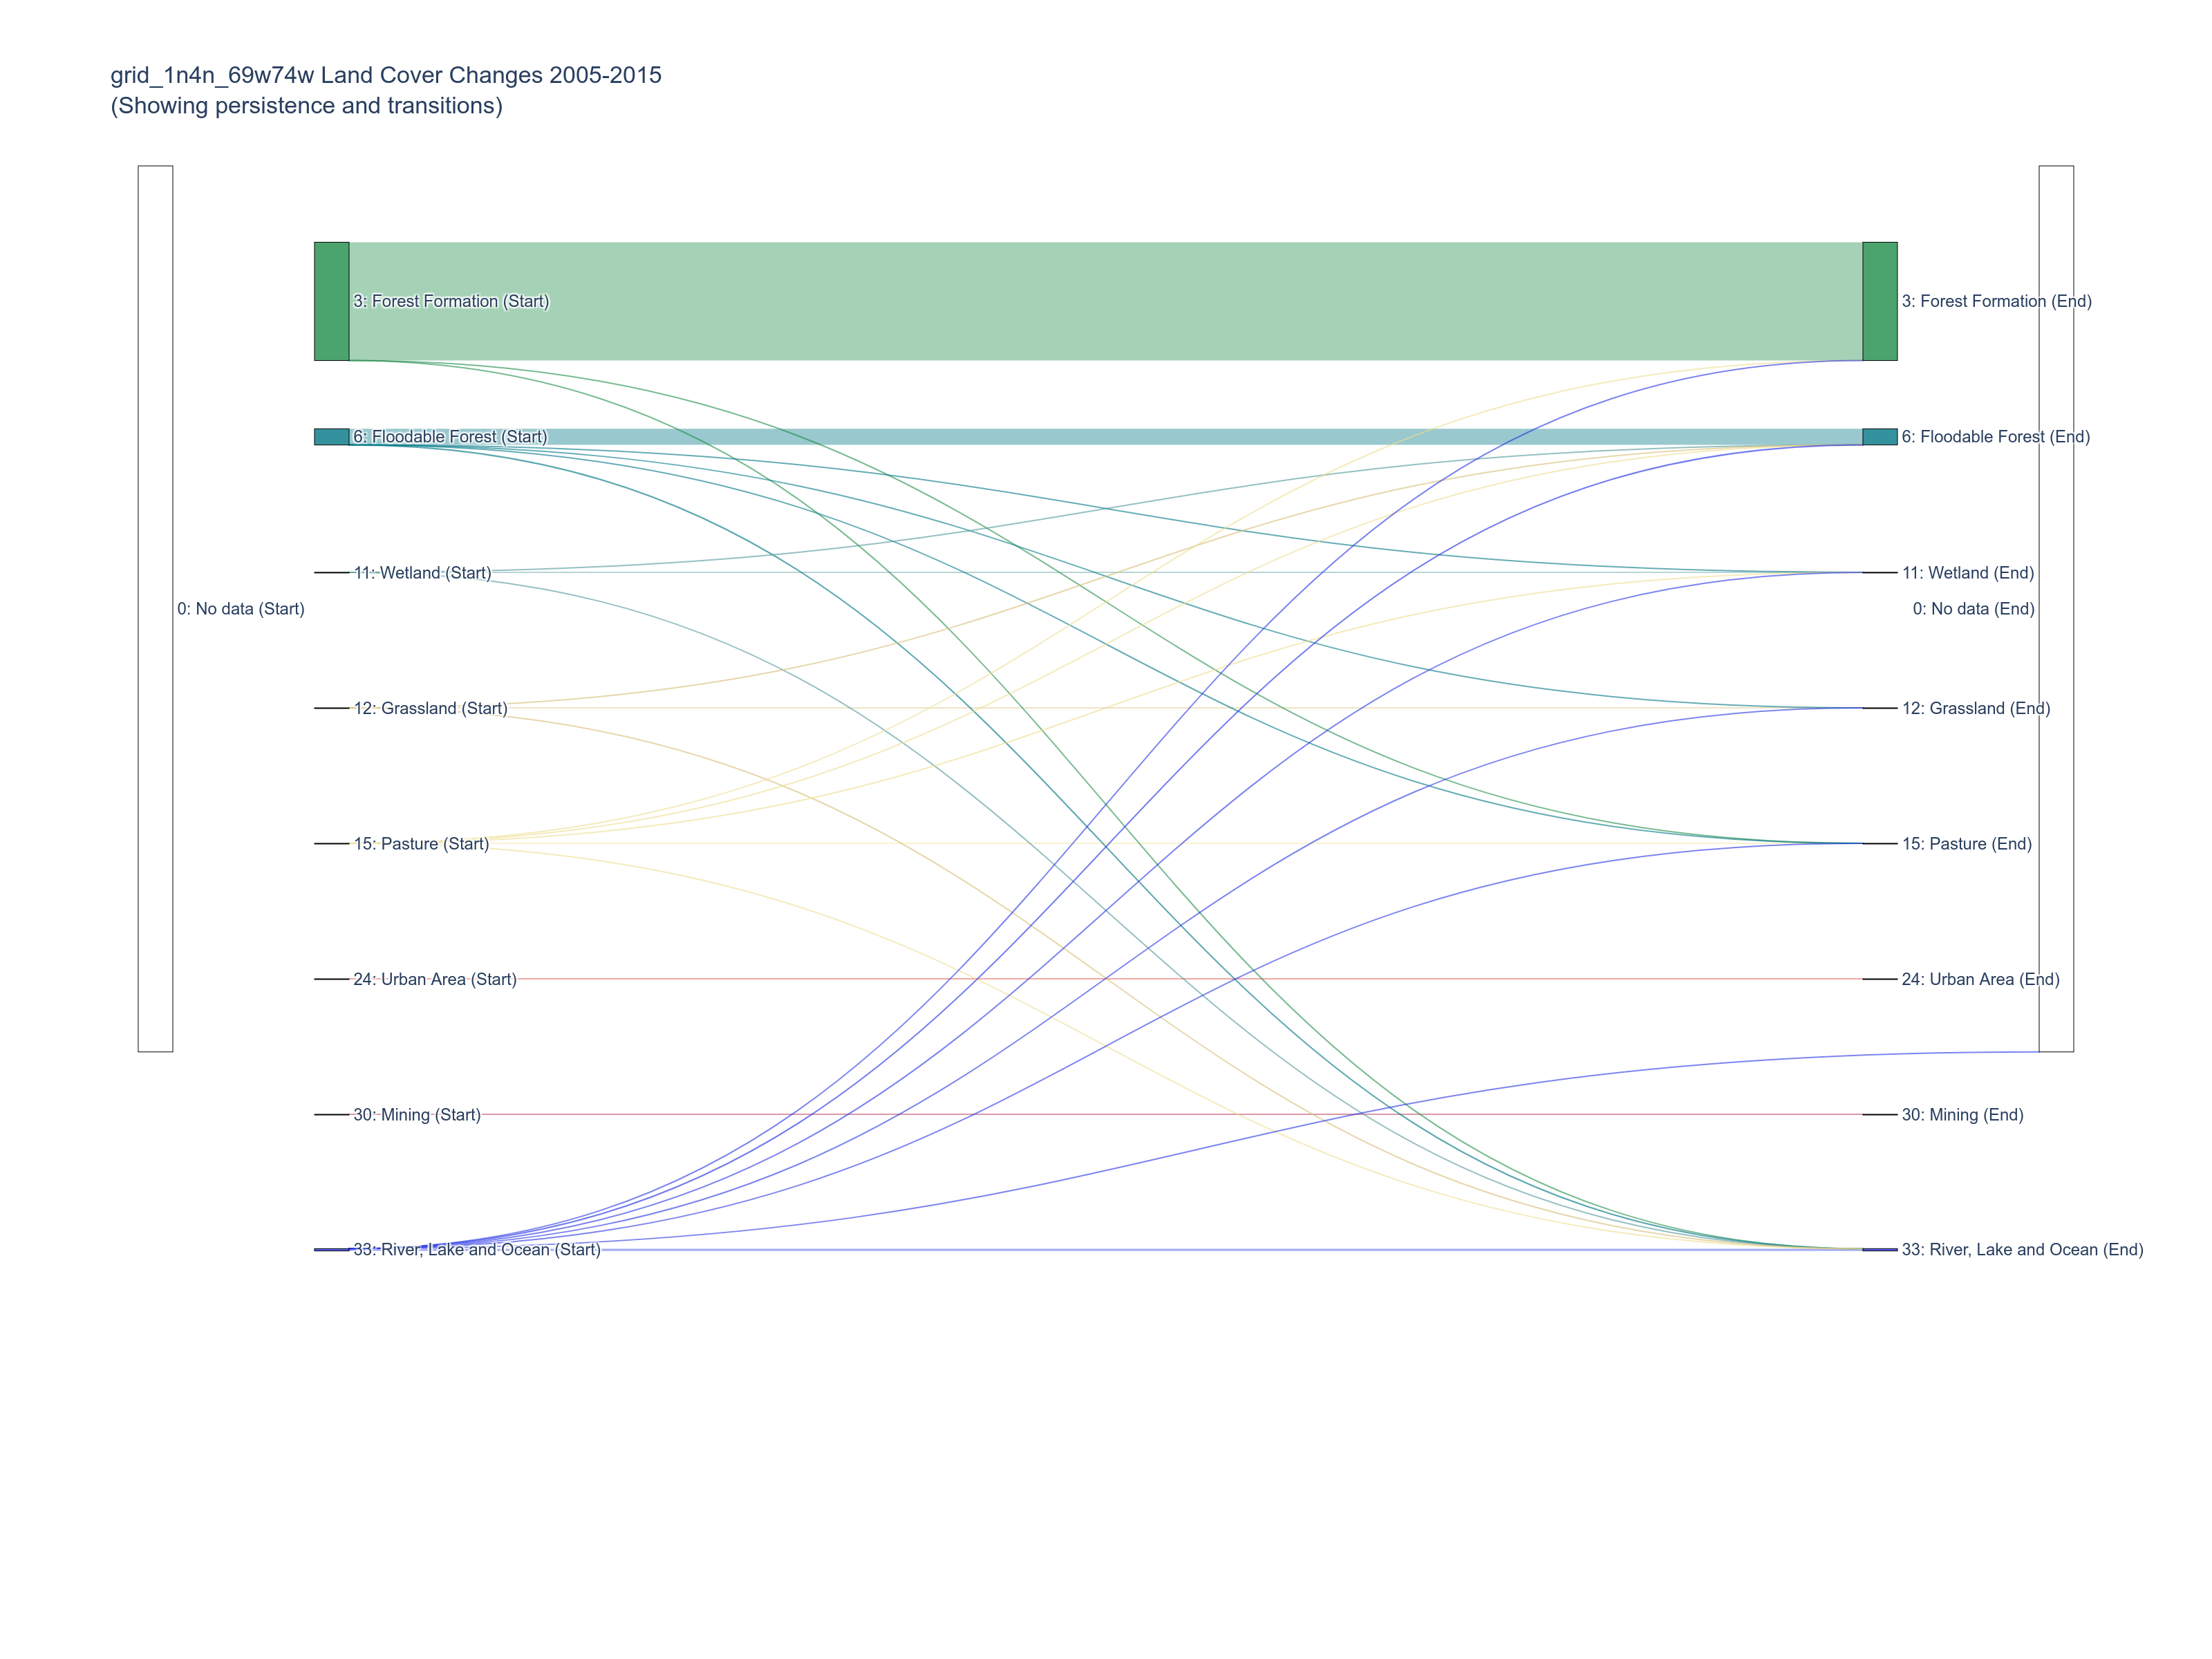 grid_1n4n_69w74w Land Cover Changes 2005-2015
(Showing persistence and transitions)
3: Forest Formation (Start)
3: Forest Formation (End)
6: Floodable Forest (Start)
6: Floodable Forest (End)
11: Wetland (Start)
11: Wetland (End)
0: No data (Start)
0: No data (End)
12: Grassland (Start)
12: Grassland (End)
15: Pasture (Start)
15: Pasture (End)
24: Urban Area (Start)
24: Urban Area (End)
30: Mining (Start)
30: Mining (End)
33: River, Lake and Ocean (Start)
33: River, Lake and Ocean (End)